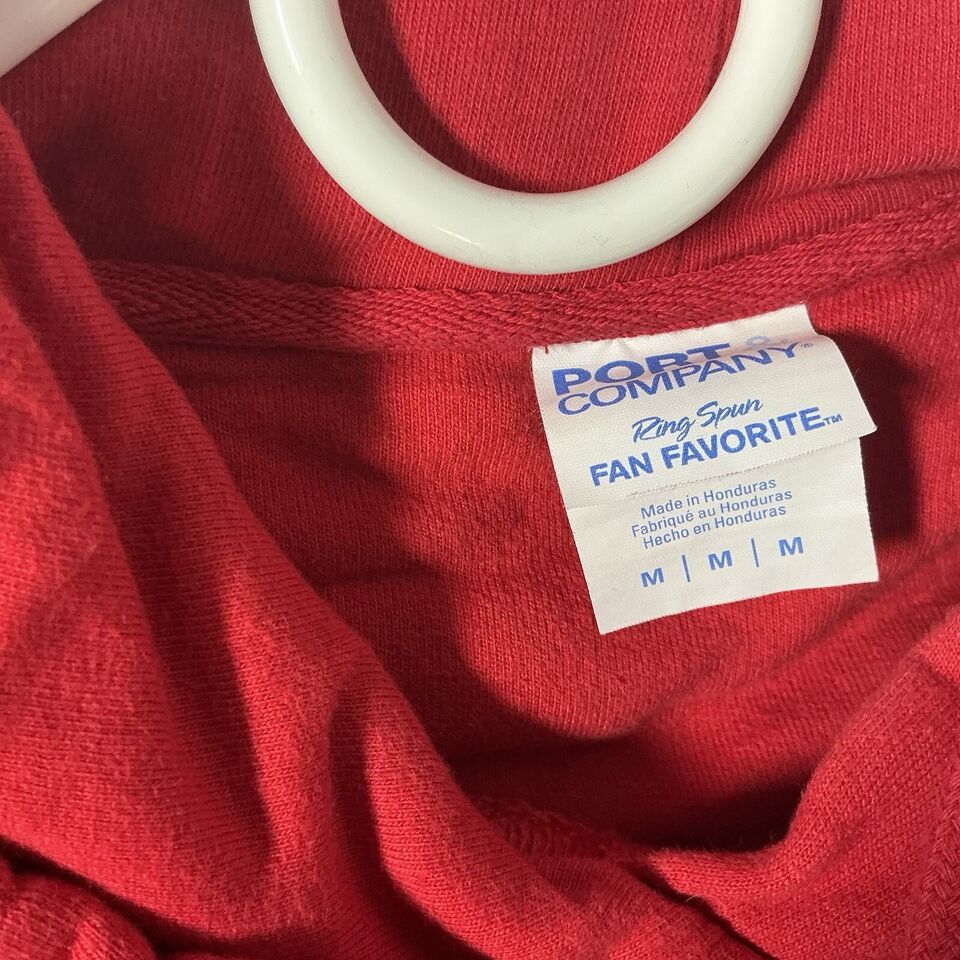 PORT &
COMPANY®
Ring Spun
FAN FAVORITE™
Made in Honduras
Fabriqué au Honduras
Hecho en Honduras
M | M | M